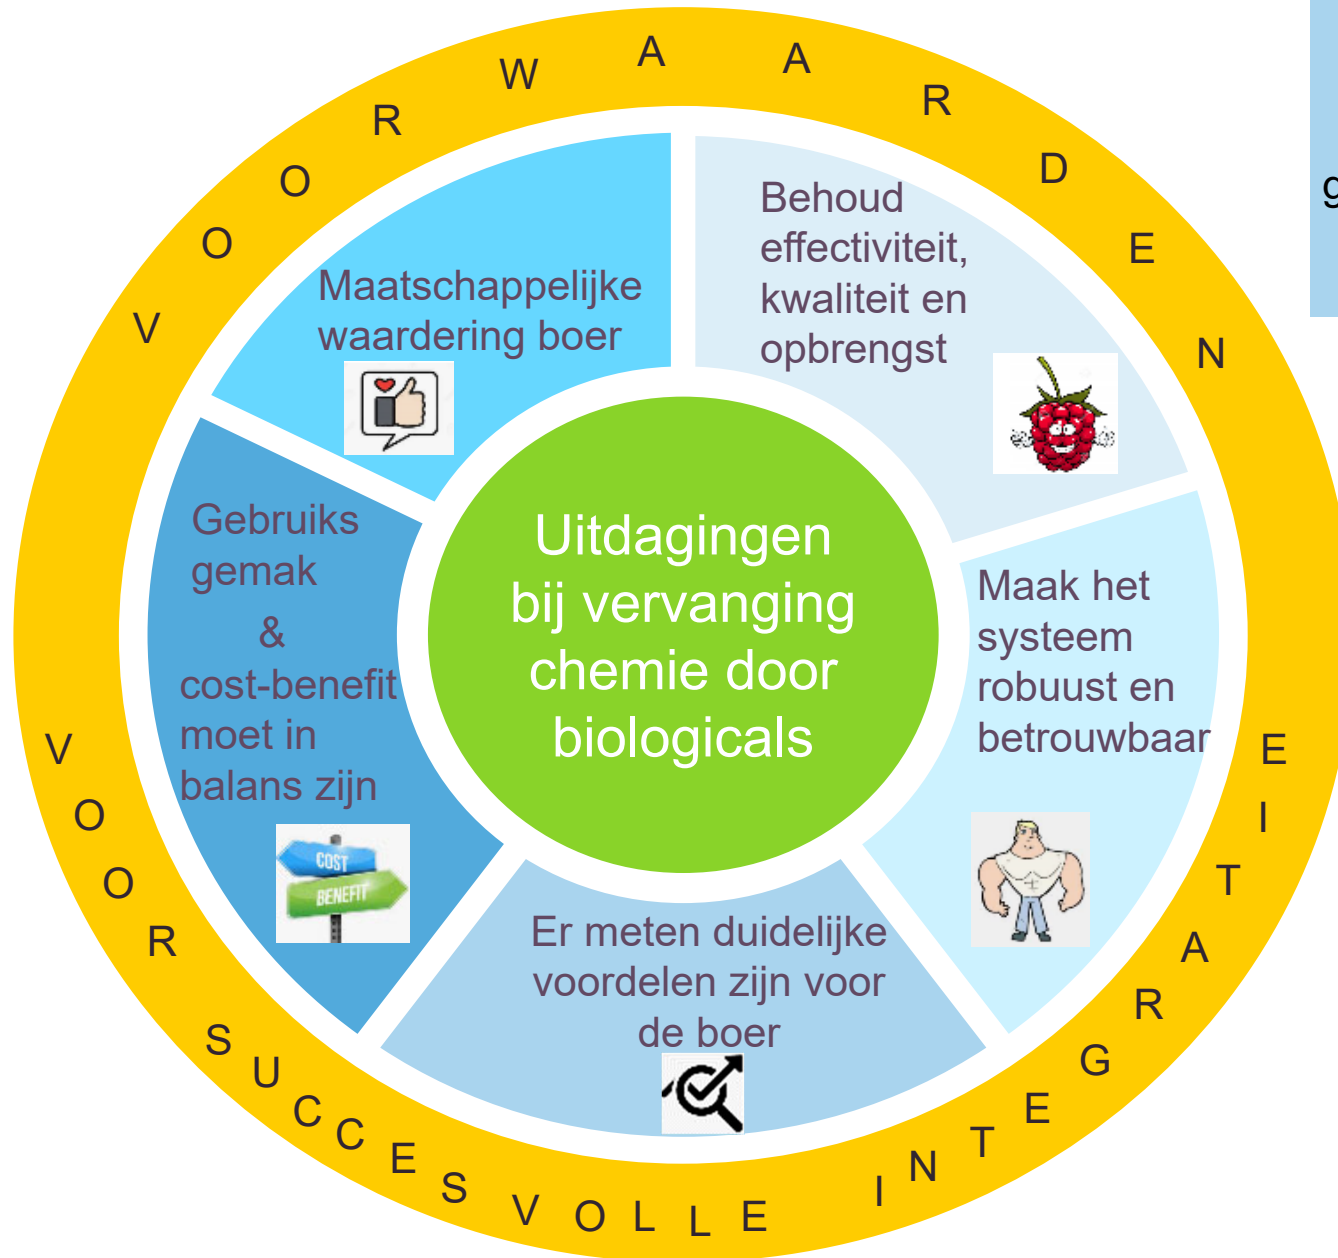 VOORWAARDEN
VOOR SUCCESVOLLE INTEGRATIE
Maatschappelijke
waardering boer
Behoud
effectiviteit,
kwaliteit en
opbrengst
Gebruiks
gemak
&
cost-benefit
moet in
balans zijn
COST
BENEFIT
Uitdagingen
bij vervanging
chemie door
biologicals
Maak het
systeem
robuust en
betrouwbaar
Er meten duidelijke
voordelen zijn voor
de boer
g